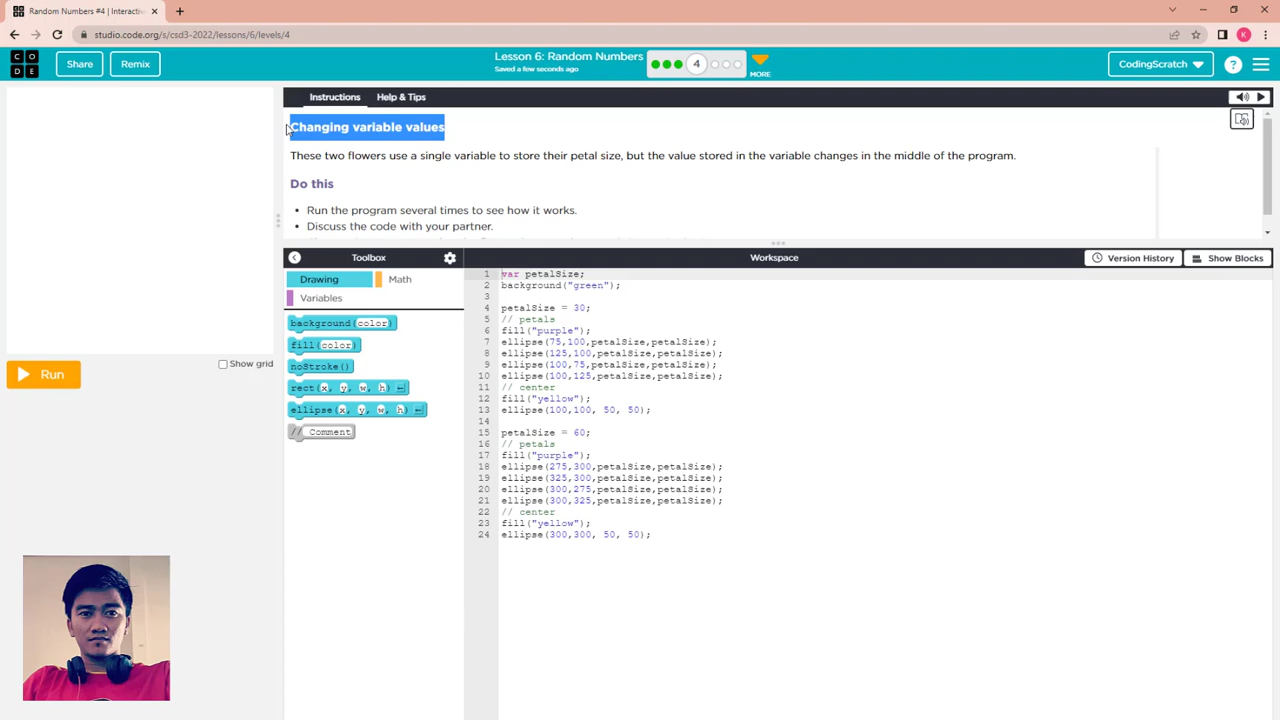 Random Numbers #4 | Interactiv
studio.code.org/s/csd3-2022/lessons/6/levels/4
K
C O
D E
Share
Remix
Lesson 6: Random Numbers
Saved a few seconds ago
4
MORE
CodingScratch
?
Instructions
Help & Tips
Changing variable values
These two flowers use a single variable to store their petal size, but the value stored in the variable changes in the middle of the program.
Do this
• Run the program several times to see how it works.
• Discuss the code with your partner.
Toolbox
Workspace
Version History
Show Blocks
Drawing
Math
Variables
background(color)
fill(color)
noStroke()
rect(x, y, w, h)
ellipse(x, y, w, h)
// Comment
Run
Show grid
1 var petalSize;
2 background("green");
3
4 petalSize = 30;
5 // petals
6 fill("purple");
7 ellipse(75,100,petalSize,petalSize);
8 ellipse(125,100,petalSize,petalSize);
9 ellipse(100,75,petalSize,petalSize);
10 ellipse(100,125,petalSize,petalSize);
11 // center
12 fill("yellow");
13 ellipse(100,100, 50, 50);
14
15 petalSize = 60;
16 // petals
17 fill("purple");
18 ellipse(275,300,petalSize,petalSize);
19 ellipse(325,300,petalSize,petalSize);
20 ellipse(300,275,petalSize,petalSize);
21 ellipse(300,325,petalSize,petalSize);
22 // center
23 fill("yellow");
24 ellipse(300,300, 50, 50);